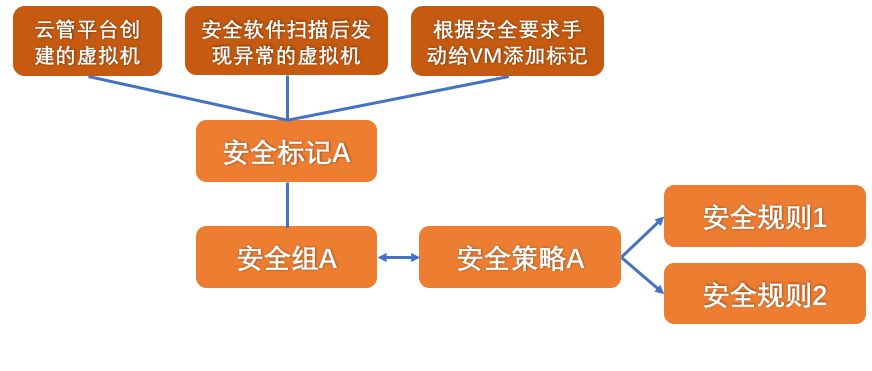 云管平台创
建的虚拟机
安全软件扫描后发
现异常的虚拟机
根据安全要求手
动给VM添加标记
安全标记A
安全组A
安全策略A
安全规则1
安全规则2